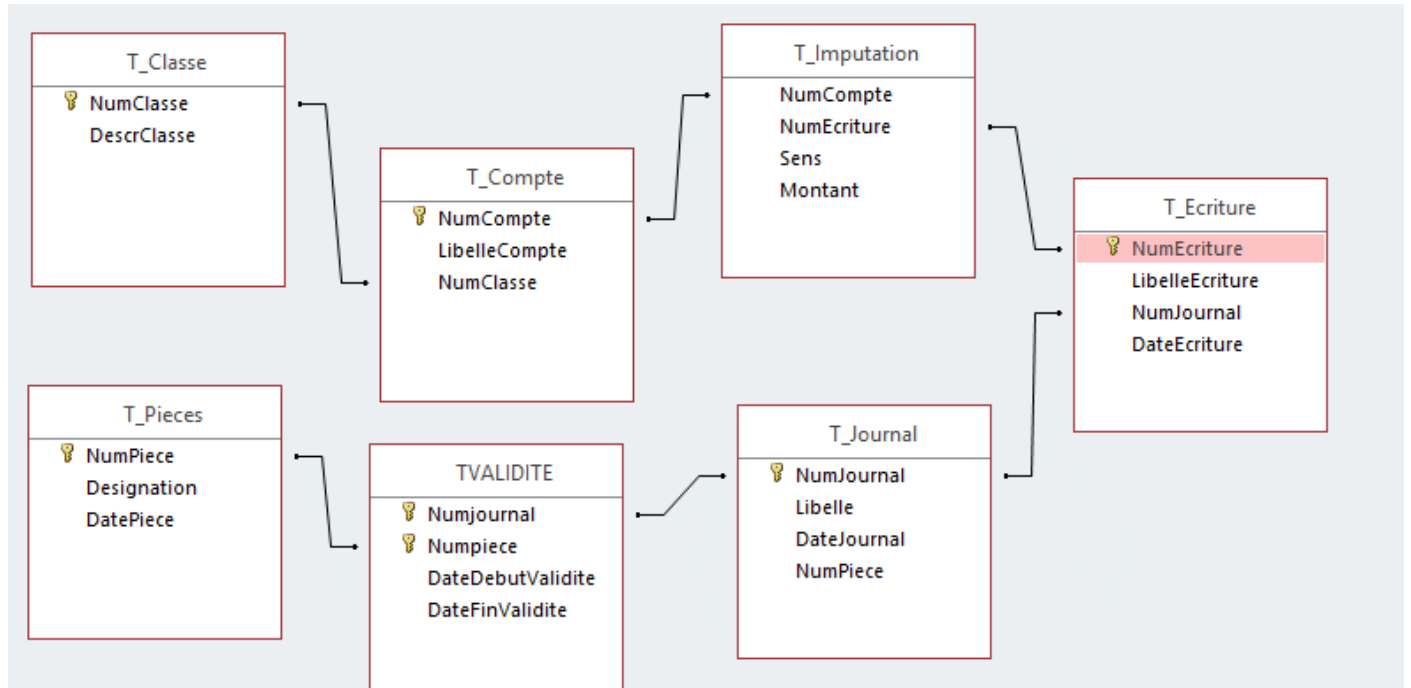 T_Classe
NumClasse
DescrClasse
T_Compte
NumCompte
LibelleCompte
NumClasse
T_Imputation
NumCompte
NumEcriture
Sens
Montant
T_Ecriture
NumEcriture
LibelleEcriture
NumJournal
DateEcriture
T_Pieces
NumPiece
Designation
DatePiece
TVALIDITE
Numjournal
Numpiece
DateDebutValidite
DateFinValidite
T_Journal
NumJournal
Libelle
DateJournal
NumPiece